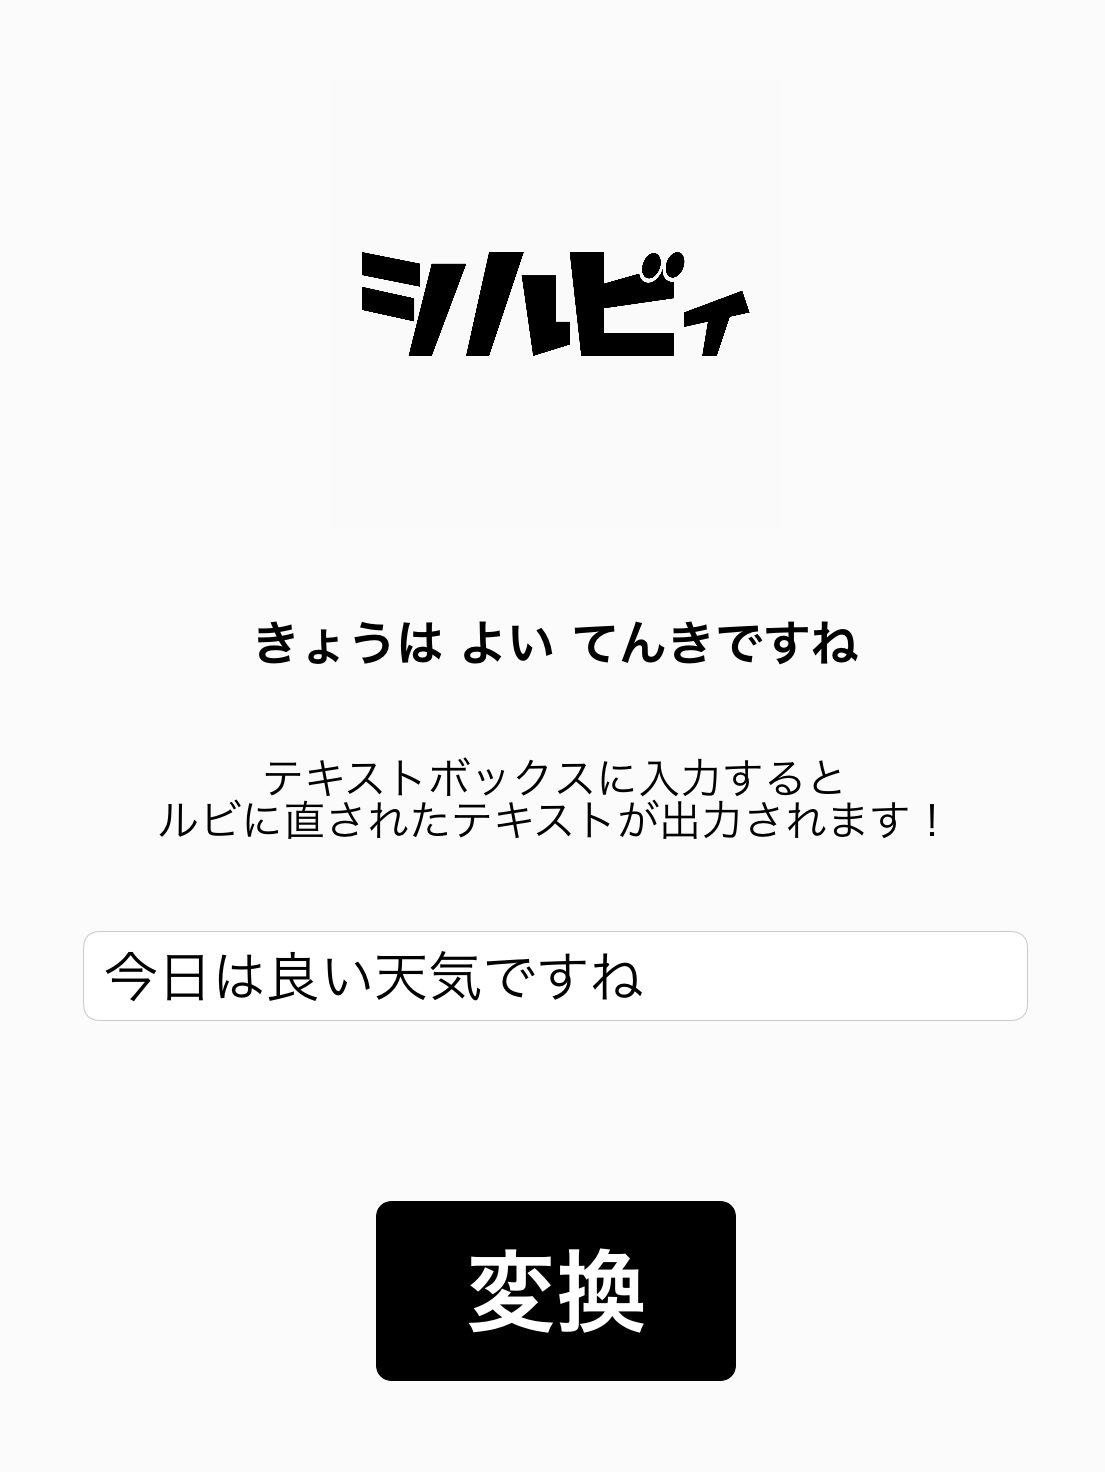 シルビィ
きょうは よい てんきですね
テキストボックスに入力すると
ルビに直されたテキストが出力されます！
今日は良い天気ですね
変換